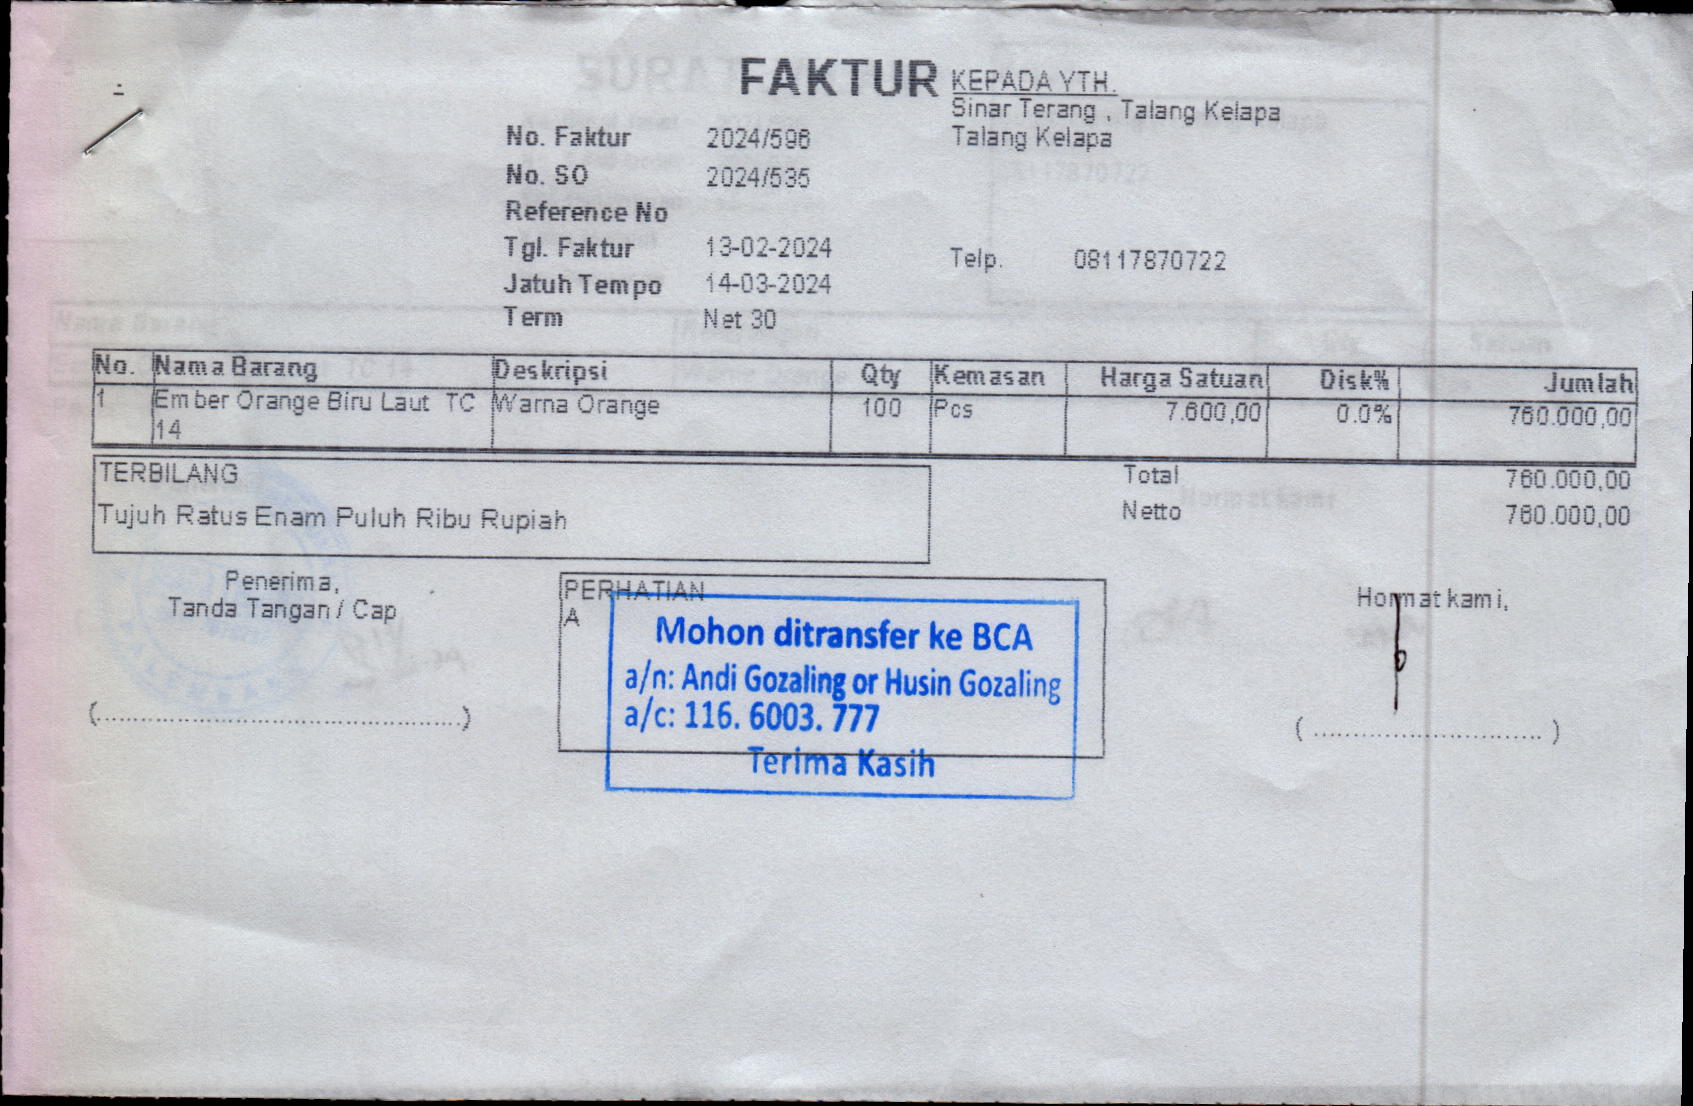 FAKTUR
KEPADA YTH.
Sinar Terang , Talang Kelapa
Talang Kelapa
No. Faktur 2024/596
No. SO 2024/535
Reference No
Tgl. Faktur 13-02-2024
Telp. 08117870722
Jatuh Tempo 14-03-2024
Term Net 30
No. Nama Barang Deskripsi Qty Kemasan Harga Satuan Disk% Jumlah
1 Ember Orange Biru Laut TC Warna Orange 100 Pcs 7.600,00 0.0% 760.000,00
14
TERBILANG
Total 760.000,00
Tujuh Ratus Enam Puluh Ribu Rupiah
Netto 760.000,00
Penerima,
Tanda Tangan / Cap
PERHATIAN
A
Hormat kami,
Mohon ditransfer ke BCA
a/n: Andi Gozaling or Husin Gozaling
a/c: 116. 6003. 777
Terima Kasih
(..............................................)
( ............................ )